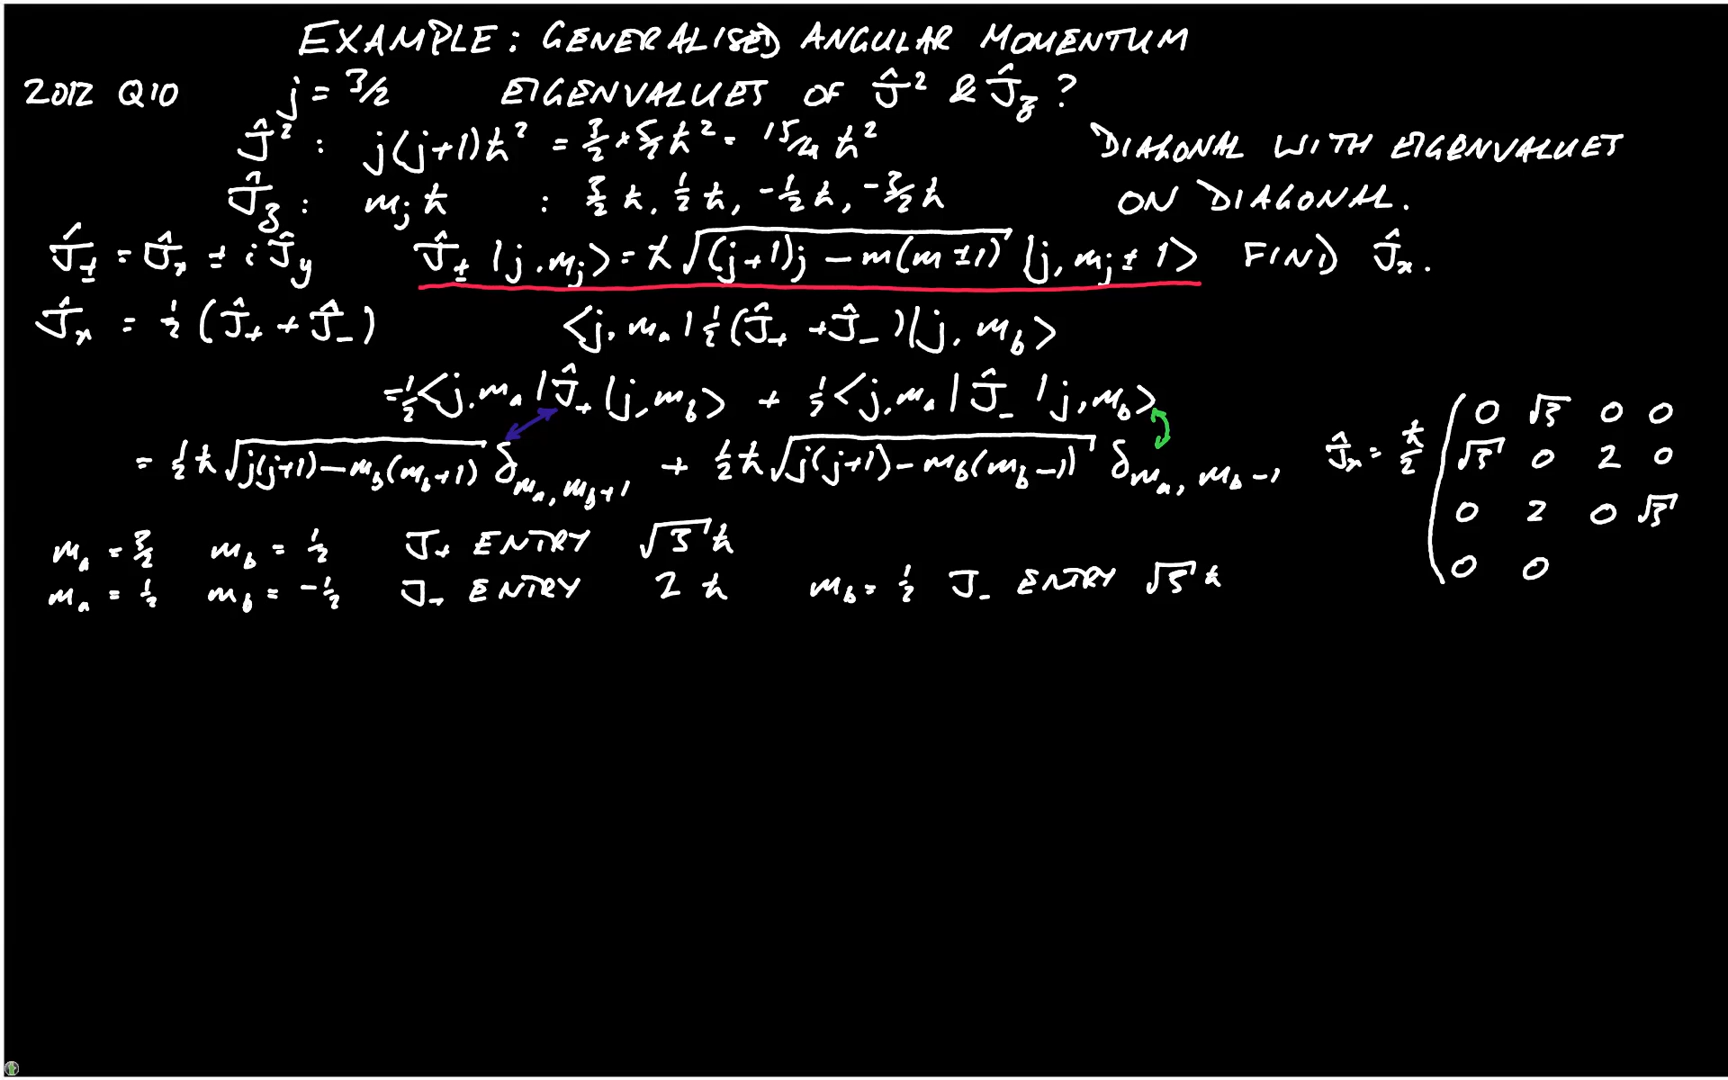 EXAMPLE: GENERALISED ANGULAR MOMENTUM
2012 Q10 j = 3/2 EIGENVALUES OF Ĵ² & Ĵz ?
Ĵ² : j(j+1)ħ² = 3/2 × 5/2 ħ² = 15/4 ħ² DIAGONAL WITH EIGENVALUES
Ĵz : mj ħ : 3/2 ħ, 1/2 ħ, -1/2 ħ, -3/2 ħ ON DIAGONAL.
Ĵ± = Ĵx ± iĴy Ĵ± |j, mj> = ħ √((j+1)j - m(m±1)) |j, mj ± 1> FIND Ĵx.
Ĵx = 1/2 (Ĵ+ + Ĵ-) <j, ma | 1/2 (Ĵ+ + Ĵ-) |j, mb>
= 1/2 <j, ma | Ĵ+ |j, mb> + 1/2 <j, ma | Ĵ- |j, mb>
= 1/2 ħ √(j(j+1) - mb(mb+1)) δ ma, mb+1 + 1/2 ħ √(j(j+1) - mb(mb-1)) δ ma, mb-1
Ĵx = ħ/2 ( 0 √3 0 0
√3 0 2 0
0 2 0 √3
0 0
ma = 3/2 mb = 1/2 J+ ENTRY √3 ħ
ma = 1/2 mb = -1/2 J+ ENTRY 2 ħ mb = 1/2 J- ENTRY √3 ħ